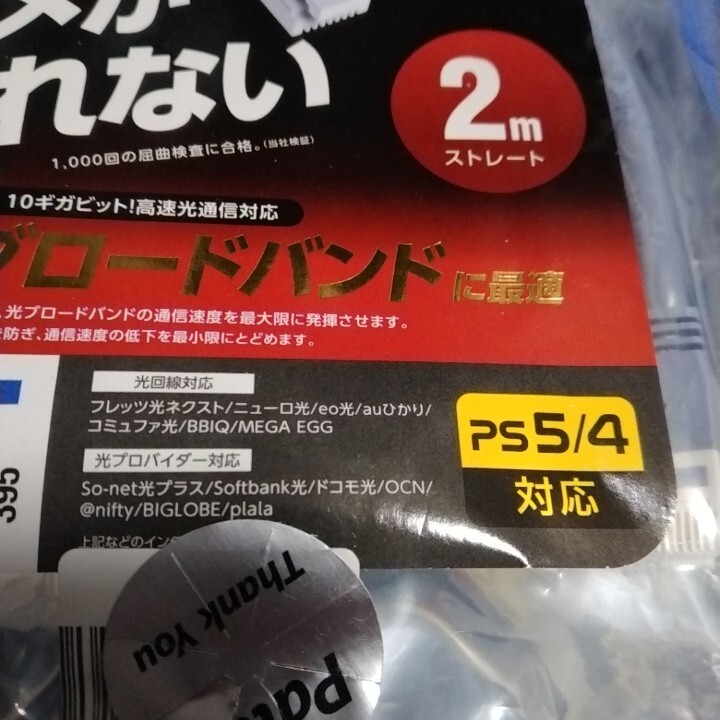 れない
1,000回の屈曲検査に合格。(当社検証)
2m
ストレート
10ギガビット!高速光通信対応
ブロードバンドに最適
光ブロードバンドの通信速度を最大限に発揮させます。
を防ぎ、通信速度の低下を最小限にとどめます。
光回線対応
フレッツ光ネクスト/ニューロ光/eo光/auひかり/
コミュファ光/BBIQ/MEGA EGG
光プロバイダー対応
So-net光プラス/Softbank光/ドコモ光/OCN/
@nifty/BIGLOBE/plala
上記などのイン
PS5/4
対応
395
Thank You